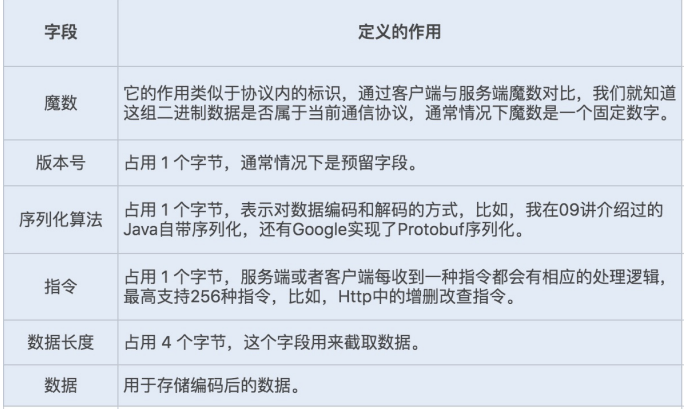 字段 定义的作用
魔数 它的作用类似于协议内的标识，通过客户端与服务端魔数对比，我们就知道
这组二进制数据是否属于当前通信协议，通常情况下魔数是一个固定数字。
版本号 占用 1 个字节，通常情况下是预留字段。
序列化算法 占用 1 个字节，表示对数据编码和解码的方式，比如，我在09讲介绍过的
Java自带序列化，还有Google实现了Protobuf序列化。
指令 占用 1 个字节，服务端或者客户端每收到一种指令都会有相应的处理逻辑，
最高支持256种指令，比如，Http中的增删改查指令。
数据长度 占用 4 个字节，这个字段用来截取数据。
数据 用于存储编码后的数据。